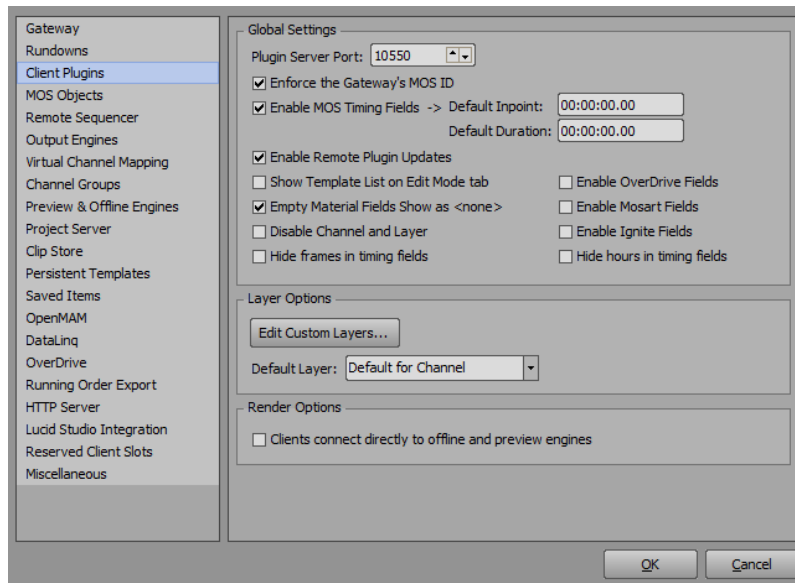 Gateway
Rundowns
Client Plugins
MOS Objects
Remote Sequencer
Output Engines
Virtual Channel Mapping
Channel Groups
Preview & Offline Engines
Project Server
Clip Store
Persistent Templates
Saved Items
OpenMAM
DataLinq
OverDrive
Running Order Export
HTTP Server
Lucid Studio Integration
Reserved Client Slots
Miscellaneous
Global Settings
Plugin Server Port: 10550
Enforce the Gateway's MOS ID
Enable MOS Timing Fields -> Default Inpoint: 00:00:00.00
Default Duration: 00:00:00.00
Enable Remote Plugin Updates
Show Template List on Edit Mode tab Enable OverDrive Fields
Empty Material Fields Show as <none> Enable Mosart Fields
Disable Channel and Layer Enable Ignite Fields
Hide frames in timing fields Hide hours in timing fields
Layer Options
Edit Custom Layers...
Default Layer: Default for Channel
Render Options
Clients connect directly to offline and preview engines
OK Cancel